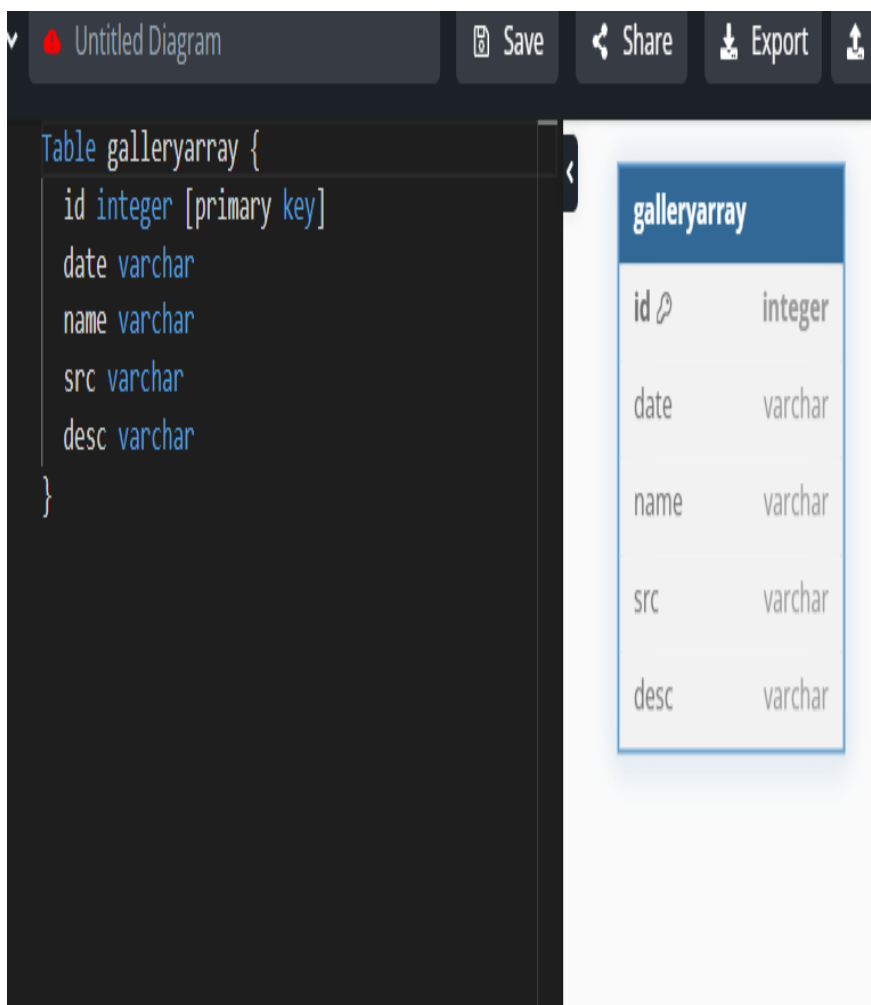 Untitled Diagram Save Share Export
Table galleryarray {
id integer [primary key]
date varchar
name varchar
src varchar
desc varchar
}
galleryarray
id integer
date varchar
name varchar
src varchar
desc varchar